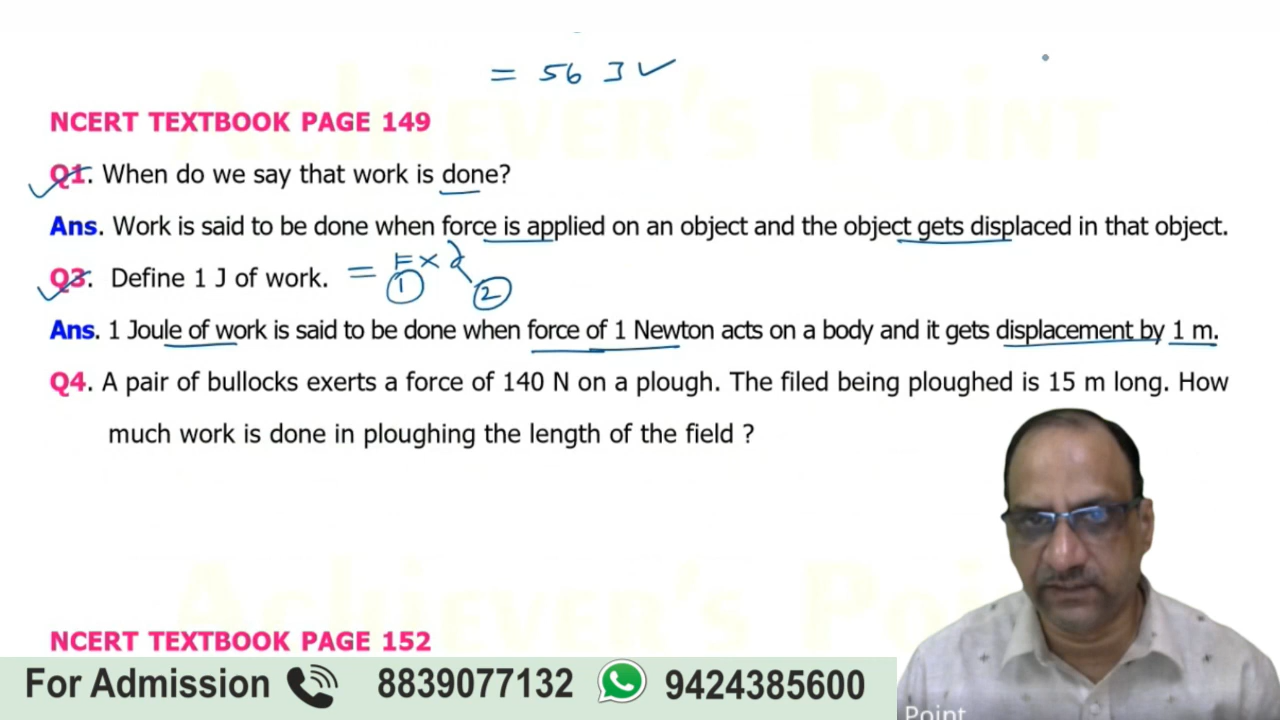 = 56 J ✓
NCERT TEXTBOOK PAGE 149
Q1. When do we say that work is done?
Ans. Work is said to be done when force is applied on an object and the object gets displaced in that object.
Q3. Define 1 J of work. = F × d
1 2
Ans. 1 Joule of work is said to be done when force of 1 Newton acts on a body and it gets displacement by 1 m.
Q4. A pair of bullocks exerts a force of 140 N on a plough. The filed being ploughed is 15 m long. How
much work is done in ploughing the length of the field ?
NCERT TEXTBOOK PAGE 152
For Admission 8839077132 9424385600
Point
ACHIEVER'S POINT
ACHIEVER'S POINT